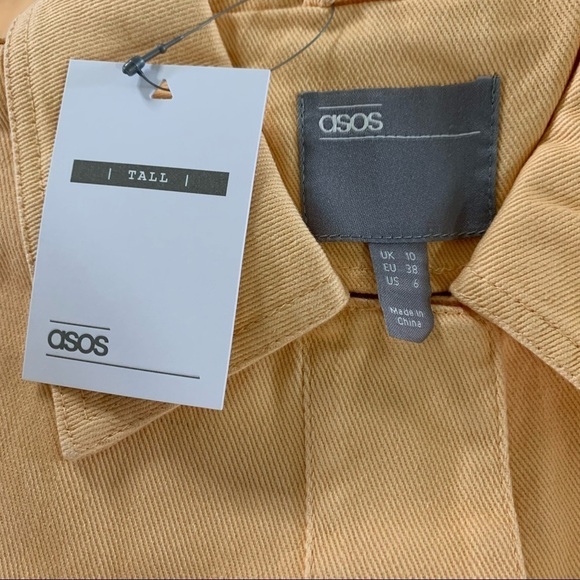 | TALL |
asos
asos
UK 10
EU 38
US 6
Made in
China